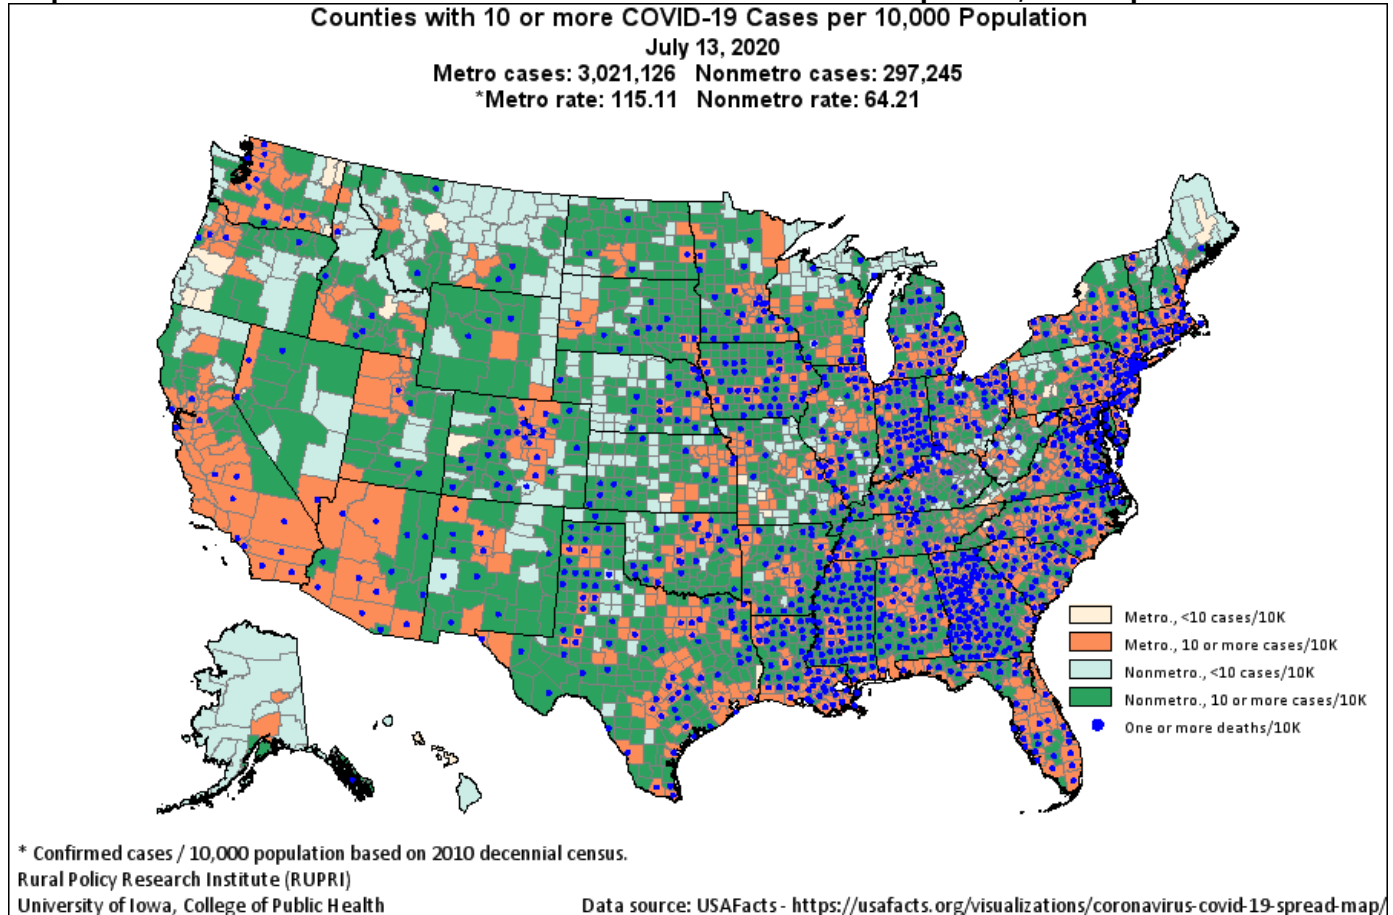 Counties with 10 or more COVID-19 Cases per 10,000 Population
July 13, 2020
Metro cases: 3,021,126 Nonmetro cases: 297,245
*Metro rate: 115.11 Nonmetro rate: 64.21
Metro., <10 cases/10K
Metro., 10 or more cases/10K
Nonmetro., <10 cases/10K
Nonmetro., 10 or more cases/10K
One or more deaths/10K
* Confirmed cases / 10,000 population based on 2010 decennial census.
Rural Policy Research Institute (RUPRI)
University of Iowa, College of Public Health
Data source: USAFacts - https://usafacts.org/visualizations/coronavirus-covid-19-spread-map/